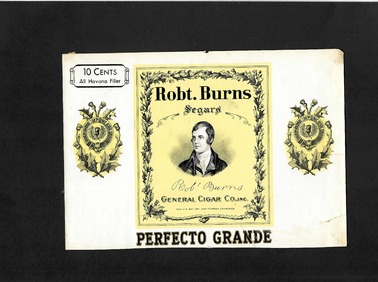 10 CENTS
All Havana Filler
Robt. Burns
Segars
Robt Burns
GENERAL CIGAR CO., INC.
PERFECTO GRANDE